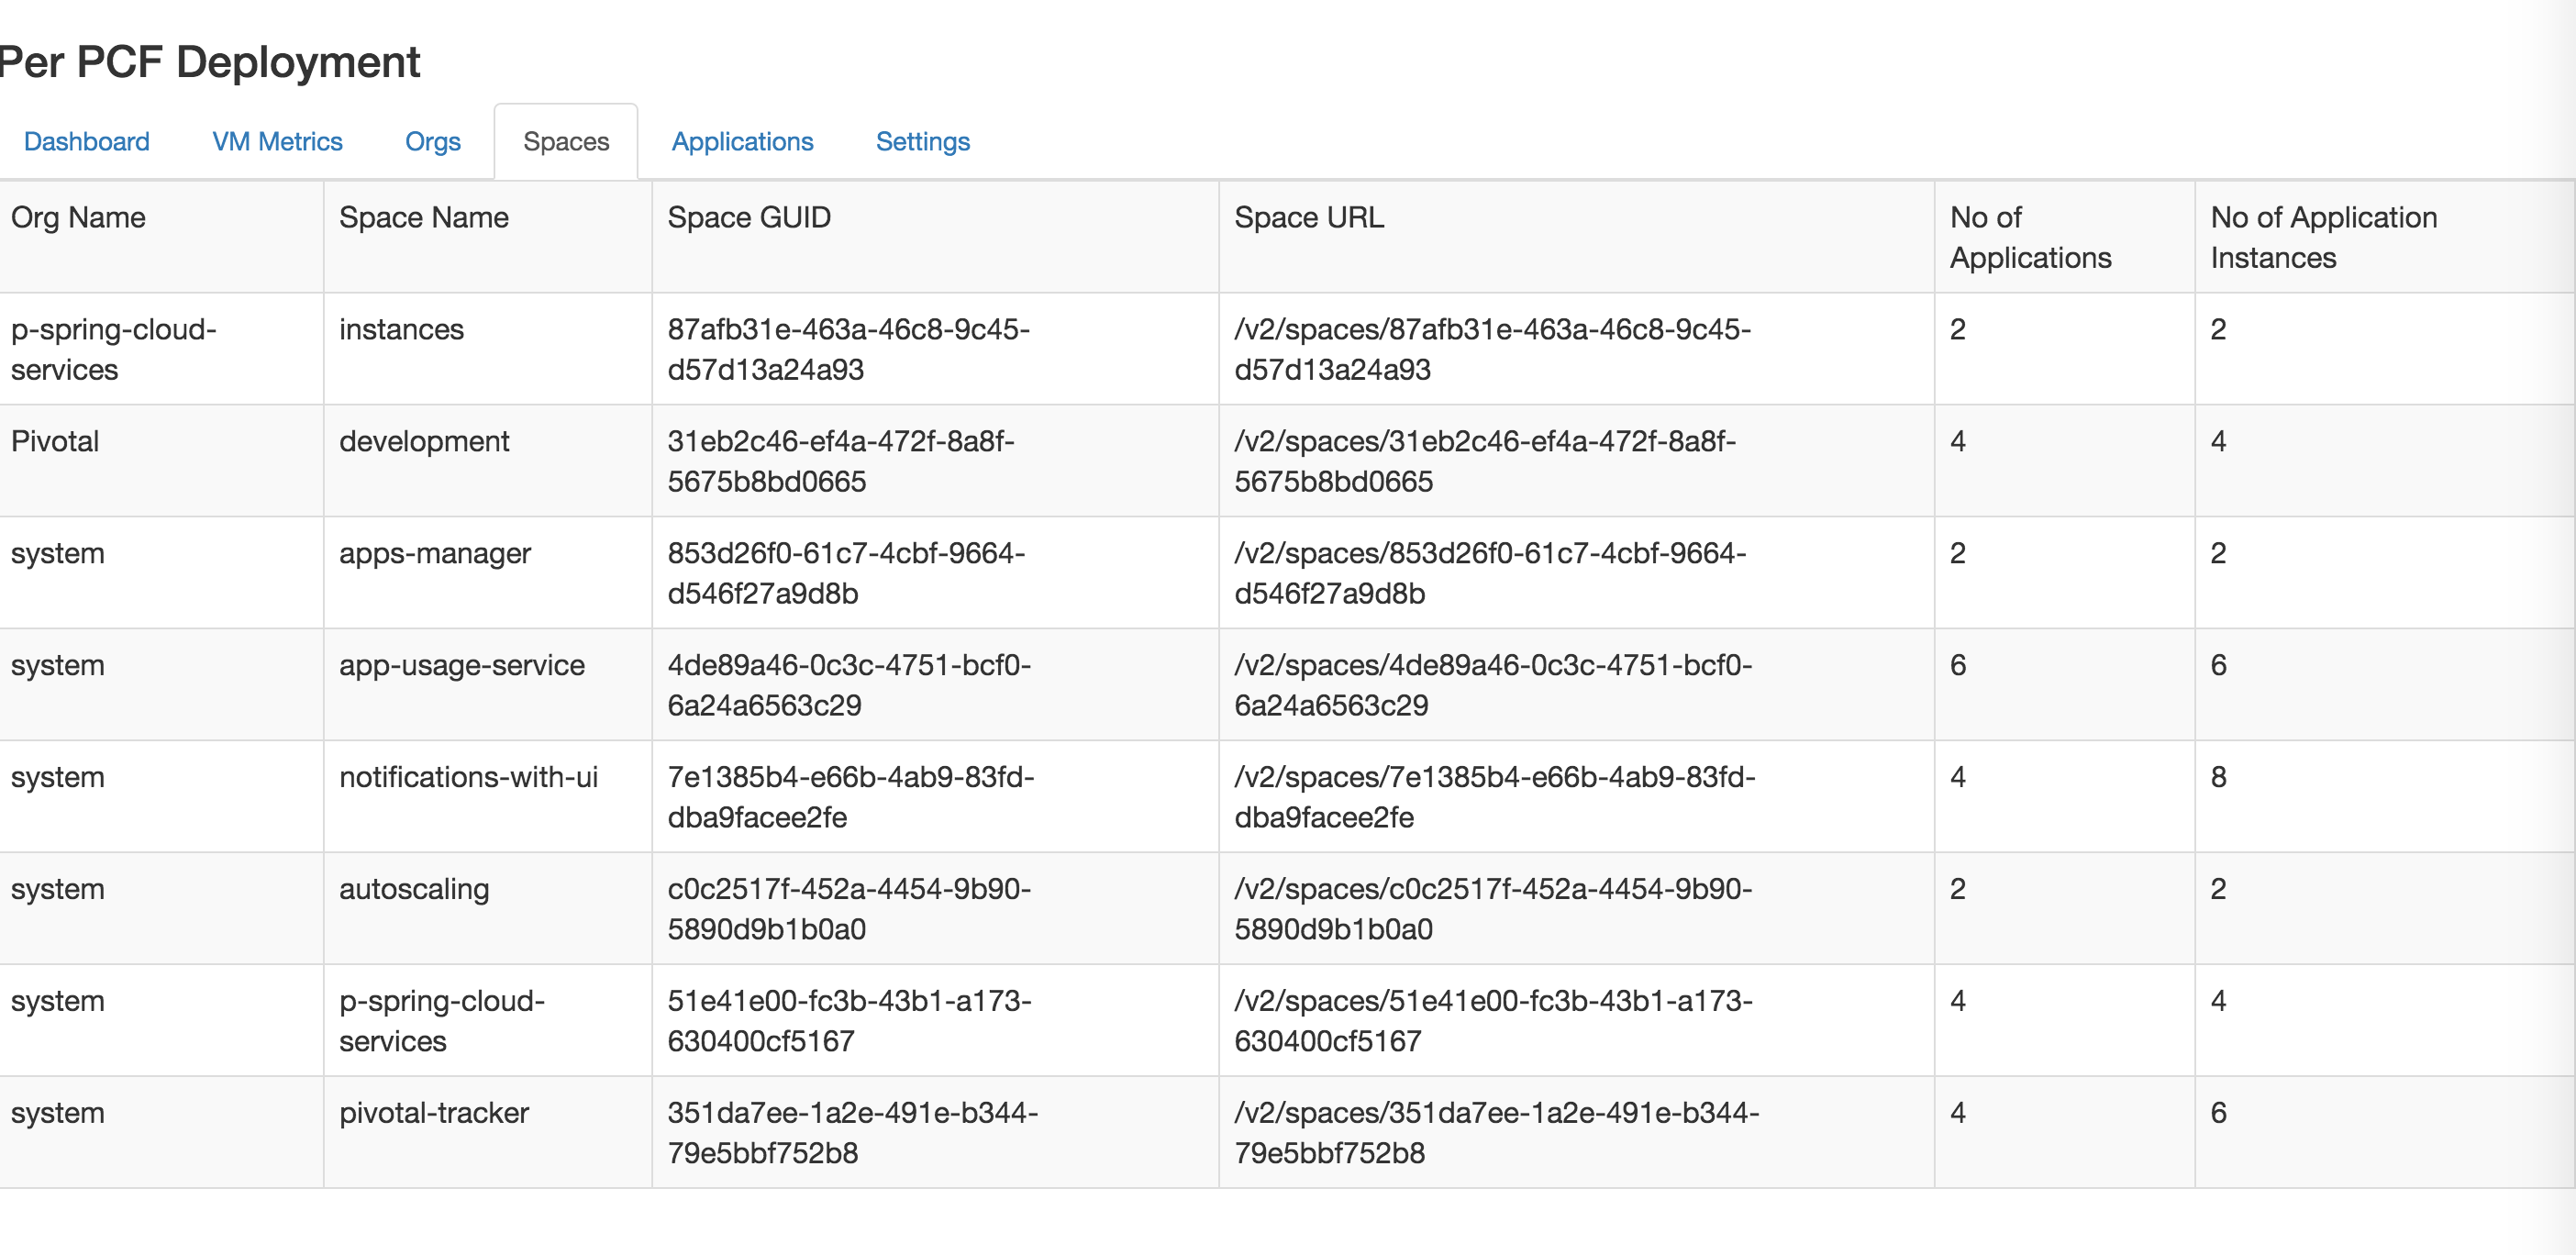 Per PCF Deployment
Dashboard VM Metrics Orgs Spaces Applications Settings
Org Name Space Name Space GUID Space URL No of Applications No of Application Instances
p-spring-cloud-services instances 87afb31e-463a-46c8-9c45-d57d13a24a93 /v2/spaces/87afb31e-463a-46c8-9c45-d57d13a24a93 2 2
Pivotal development 31eb2c46-ef4a-472f-8a8f-5675b8bd0665 /v2/spaces/31eb2c46-ef4a-472f-8a8f-5675b8bd0665 4 4
system apps-manager 853d26f0-61c7-4cbf-9664-d546f27a9d8b /v2/spaces/853d26f0-61c7-4cbf-9664-d546f27a9d8b 2 2
system app-usage-service 4de89a46-0c3c-4751-bcf0-6a24a6563c29 /v2/spaces/4de89a46-0c3c-4751-bcf0-6a24a6563c29 6 6
system notifications-with-ui 7e1385b4-e66b-4ab9-83fd-dba9facee2fe /v2/spaces/7e1385b4-e66b-4ab9-83fd-dba9facee2fe 4 8
system autoscaling c0c2517f-452a-4454-9b90-5890d9b1b0a0 /v2/spaces/c0c2517f-452a-4454-9b90-5890d9b1b0a0 2 2
system p-spring-cloud-services 51e41e00-fc3b-43b1-a173-630400cf5167 /v2/spaces/51e41e00-fc3b-43b1-a173-630400cf5167 4 4
system pivotal-tracker 351da7ee-1a2e-491e-b344-79e5bbf752b8 /v2/spaces/351da7ee-1a2e-491e-b344-79e5bbf752b8 4 6